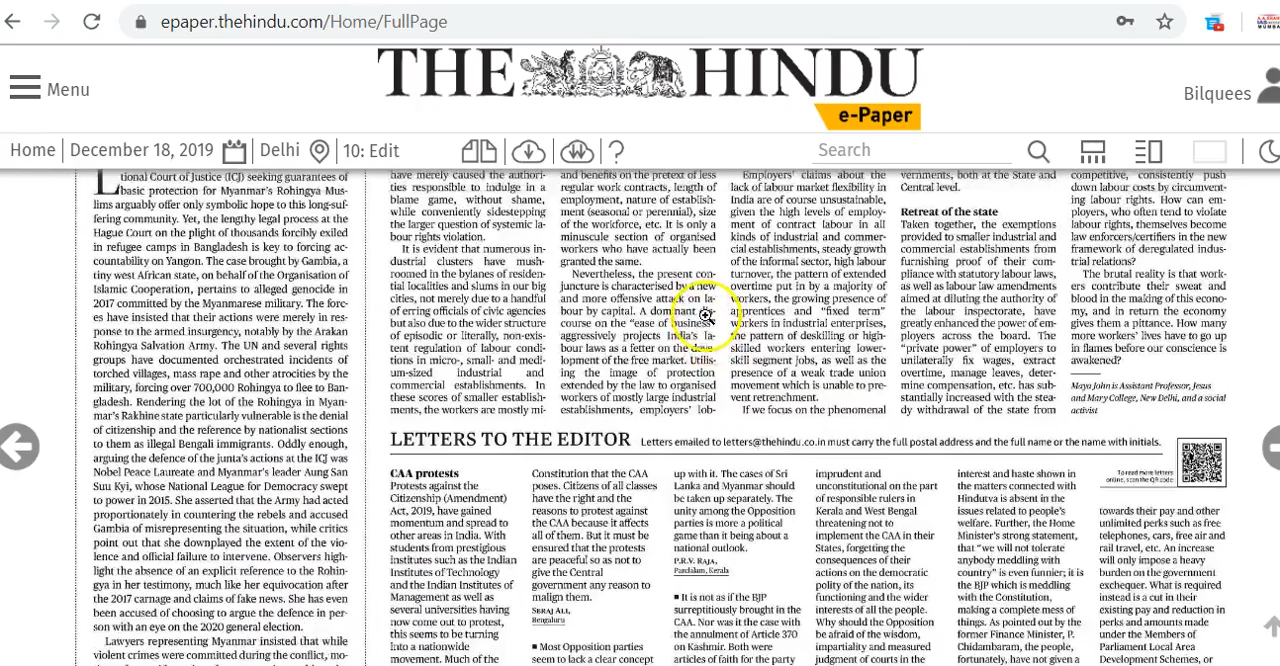 epaper.thehindu.com/Home/FullPage
THE HINDU
e-Paper
Menu
Bilquees
Home
December 18, 2019
Delhi
10: Edit
Search
tional Court of Justice (ICJ) seeking guarantees of
basic protection for Myanmar's Rohingya Mus-
lims arguably offer only symbolic hope to this long-suf-
fering community. Yet, the lengthy legal process at the
Hague Court on the plight of thousands forcibly exiled
in refugee camps in Bangladesh is key to forcing ac-
countability on Yangon. The case brought by Gambia, a
tiny west African state, on behalf of the Organisation of
Islamic Cooperation, pertains to alleged genocide in
2017 committed by the Myanmarese military. The forc-
es have insisted that their actions were merely in res-
ponse to the armed insurgency, notably by the Arakan
Rohingya Salvation Army. The UN and several rights
groups have documented orchestrated incidents of
torched villages, mass rape and other atrocities by the
military, forcing over 700,000 Rohingya to flee to Ban-
gladesh. Rendering the lot of the Rohingya in Myan-
mar's Rakhine state particularly vulnerable is the denial
of citizenship and the reference by nationalist sections
to them as illegal Bengali immigrants. Oddly enough,
arguing the defence of the junta's actions at the ICJ was
Nobel Peace Laureate and Myanmar's leader Aung San
Suu Kyi, whose National League for Democracy swept
to power in 2015. She asserted that the Army had acted
proportionately in countering the rebels and accused
Gambia of misrepresenting the situation, while critics
point out that she downplayed the extent of the vio-
lence and official failure to intervene. Observers high-
light the absence of an explicit reference to the Rohin-
gya in her testimony, much like her equivocation after
the 2017 carnage and claims of fake news. She has even
been accused of choosing to argue the defence in per-
son with an eye on the 2020 general election.
Lawyers representing Myanmar insisted that while
violent crimes were committed during the conflict, mo-
have merely caused the authori-
ties responsible to indulge in a
blame game, without shame,
while conveniently sidestepping
the larger question of systemic la-
bour rights violation.
It is evident that numerous in-
dustrial clusters have mush-
roomed in the bylanes of residen-
tial localities and slums in our big
cities, not merely due to a handful
of erring officials of civic agencies
but also due to the wider structure
of episodic or literally, non-exis-
tent regulation of labour condi-
tions in micro-, small- and medi-
um-sized industrial and
commercial establishments. In
these scores of smaller establish-
ments, the workers are mostly mi-
and benefits on the pretext of less
regular work contracts, length of
employment, nature of establish-
ment (seasonal or perennial), size
of the workforce, etc. It is only a
minuscule section of organised
workers who have actually been
granted the same.
Nevertheless, the present con-
juncture is characterised by new
and more offensive attack on la-
bour by capital. A dominant
course on the "ease of business"
aggressively projects India's la-
bour laws as a fetter on the deve-
lopment of the free market. Utilis-
ing the image of protection
extended by the law to organised
workers of mostly large industrial
establishments, employers' lob-
Employers' claims about the
lack of labour market flexibility in
India are of course unsustainable,
given the high levels of employ-
ment of contract labour in all
kinds of industrial and commer-
cial establishments, steady growth
of the informal sector, high labour
turnover, the pattern of extended
overtime put in by a majority of
workers, the growing presence of
apprentices and "fixed term"
workers in industrial enterprises,
the pattern of deskilling or high-
skilled workers entering lower-
skill segment jobs, as well as the
presence of a weak trade union
movement which is unable to pre-
vent retrenchment.
If we focus on the phenomenal
vernments, both at the State and
Central level.
Retreat of the state
Taken together, the exemptions
provided to smaller industrial and
commercial establishments from
furnishing proof of their com-
pliance with statutory labour laws,
as well as labour law amendments
aimed at diluting the authority of
the labour inspectorate, have
greatly enhanced the power of em-
ployers across the board. The
"private power" of employers to
unilaterally fix wages, extract
overtime, manage leaves, deter-
mine compensation, etc. has sub-
stantially increased with the stea-
dy withdrawal of the state from
competitive, consistently push
down labour costs by circumvent-
ing labour rights. How can em-
ployers, who often tend to violate
labour rights, themselves become
law enforcers/certifiers in the new
framework of deregulated indus-
trial relations?
The brutal reality is that work-
ers contribute their sweat and
blood in the making of this econo-
my, and in return the economy
gives them a pittance. How many
more workers' lives have to go up
in flames before our conscience is
awakened?
Maya John is Assistant Professor, Jesus
and Mary College, New Delhi, and a social
activist
LETTERS TO THE EDITOR
Letters emailed to letters@thehindu.co.in must carry the full postal address and the full name or the name with initials.
To read more letters
online, scan the QR code
CAA protests
Protests against the
Citizenship (Amendment)
Act, 2019, have gained
momentum and spread to
other areas in India. With
students from prestigious
institutes such as the Indian
Institutes of Technology
and the Indian Institutes of
Management as well as
several universities having
now come out to protest,
this seems to be turning
into a nationwide
movement. Much of the
Constitution that the CAA
poses. Citizens of all classes
have the right and the
reasons to protest against
the CAA because it affects
all of them. But it must be
ensured that the protests
are peaceful so as not to
give the Central
government any reason to
malign them.
SERAJ ALI,
Bengaluru
■ Most Opposition parties
seem to lack a clear concept
up with it. The cases of Sri
Lanka and Myanmar should
be taken up separately. The
unity among the Opposition
parties is more a political
game than it being about a
national outlook.
P.R.V. RAJA,
Pandalam, Kerala
■ It is not as if the BJP
surreptitiously brought in the
CAA. Nor was it the case with
the annulment of Article 370
on Kashmir. Both were
articles of faith for the party
imprudent and
unconstitutional on the part
of responsible rulers in
Kerala and West Bengal
threatening not to
implement the CAA in their
States, forgetting the
consequences of their
actions on the democratic
polity of the nation, its
functioning and the wider
interests of all the people.
Why should the Opposition
be afraid of the wisdom,
impartiality and measured
judgment of courts in the
interest and haste shown in
the matters connected with
Hindutva is absent in the
issues related to people's
welfare. Further, the Home
Minister's strong statement,
that "we will not tolerate
anybody meddling with
country" is even funnier; it is
the BJP which is meddling
with the Constitution,
making a complete mess of
things. As pointed out by the
former Finance Minister, P.
Chidambaram, the people,
fortunately, have not given a
towards their pay and other
unlimited perks such as free
telephones, cars, free air and
rail travel, etc. An increase
will only impose a heavy
burden on the government
exchequer. What is required
instead is a cut in their
existing pay and reduction in
perks and amounts made
under the Members of
Parliament Local Area
Development Schemes, or